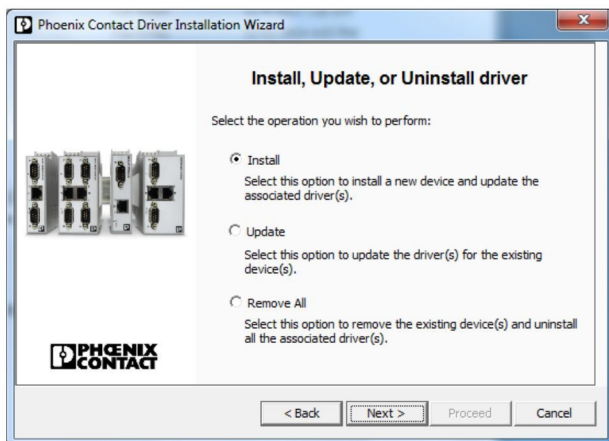 Phoenix Contact Driver Installation Wizard
Install, Update, or Uninstall driver
Select the operation you wish to perform:
Install
Select this option to install a new device and update the
associated driver(s).
Update
Select this option to update the driver(s) for the existing
device(s).
Remove All
Select this option to remove the existing device(s) and uninstall
all the associated driver(s).
PHŒNIX
CONTACT
< Back Next > Proceed Cancel